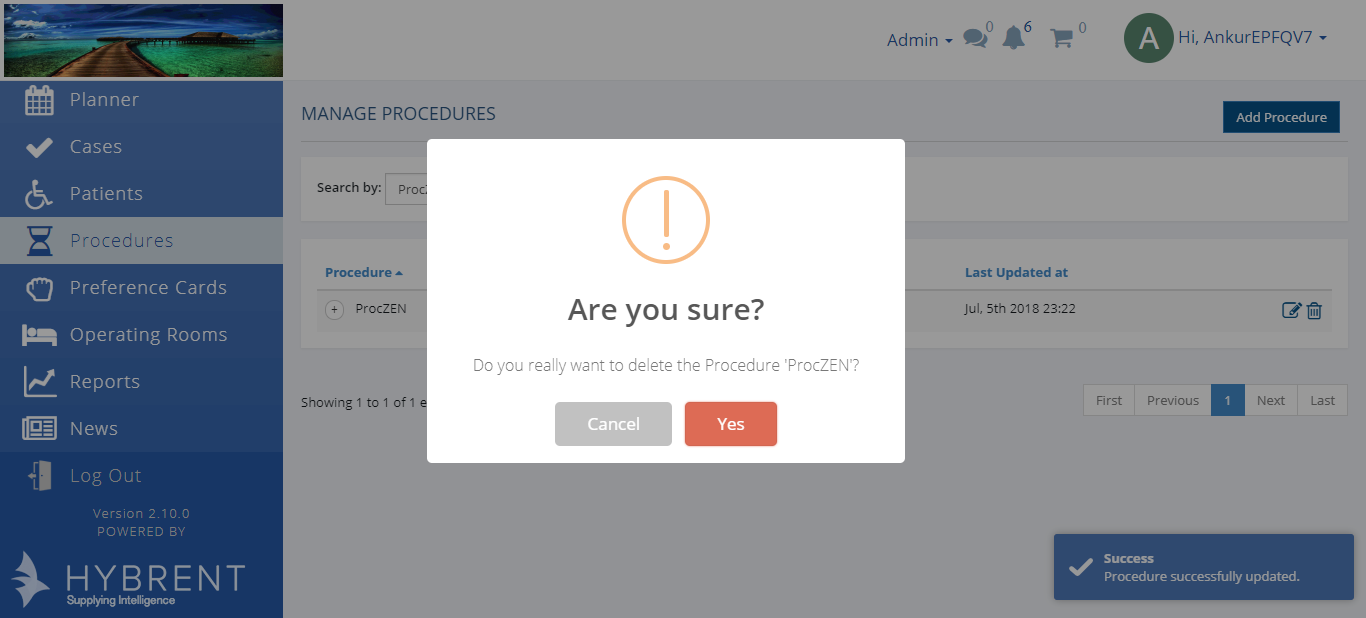 Admin
0
6
0
A
Hi, AnkurEPFQV7
Planner
Cases
Patients
Procedures
Preference Cards
Operating Rooms
Reports
News
Log Out
Version 2.10.0
POWERED BY
HYBRENT
Supplying Intelligence
MANAGE PROCEDURES
Add Procedure
Search by:
Procedure
Last Updated at
ProcZEN
Jul, 5th 2018 23:22
Showing 1 to 1 of 1
First Previous 1 Next Last
Are you sure?
Do you really want to delete the Procedure 'ProcZEN'?
Cancel
Yes
Success
Procedure successfully updated.